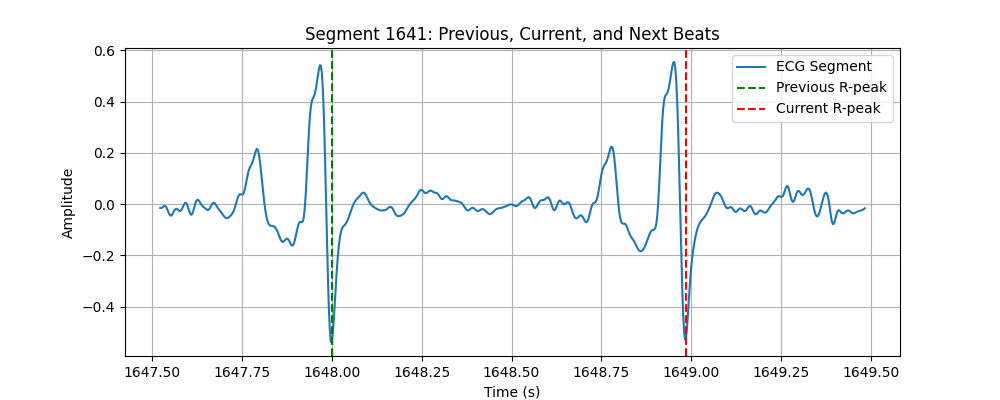 Segment 1641: Previous, Current, and Next Beats
ECG Segment
Previous R-peak
Current R-peak
Amplitude
0.6
0.4
0.2
0.0
−0.2
−0.4
1647.50 1647.75 1648.00 1648.25 1648.50 1648.75 1649.00 1649.25 1649.50
Time (s)